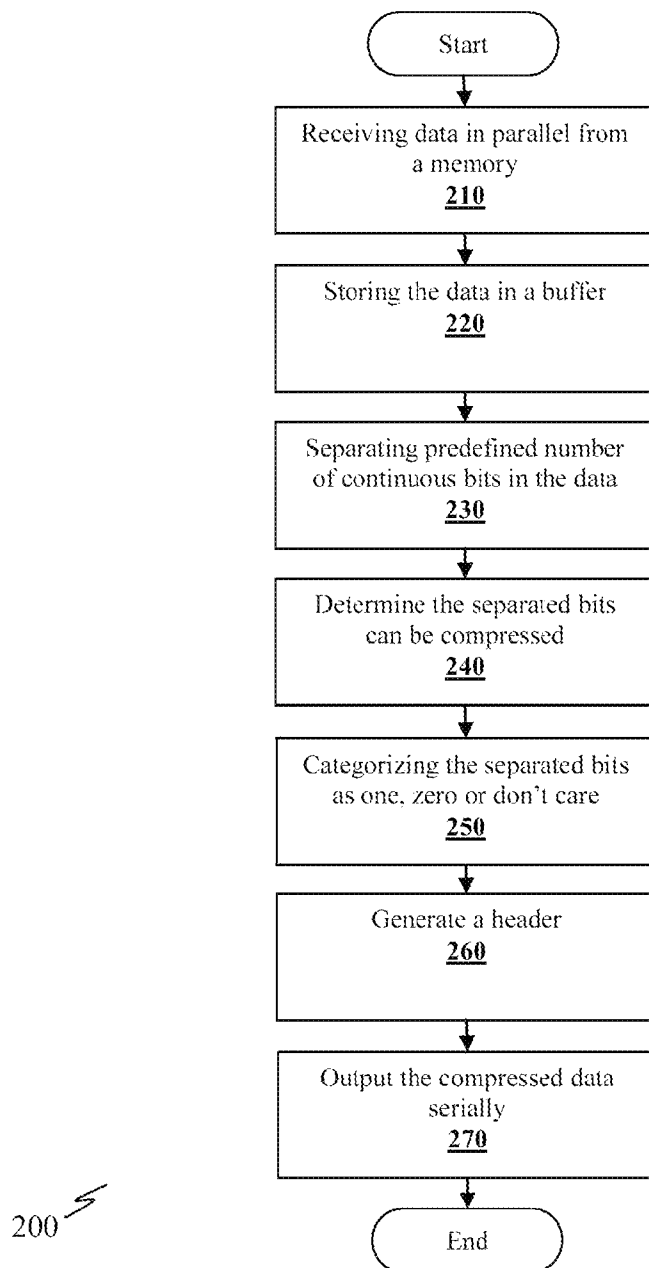 Start
Receiving data in parallel from
a memory
210
Storing the data in a buffer
220
Separating predefined number
of continuous bits in the data
230
Determine the separated bits
can be compressed
240
Categorizing the separated bits
as one, zero or don't care
250
Generate a header
260
Output the compressed data
serially
270
200
End